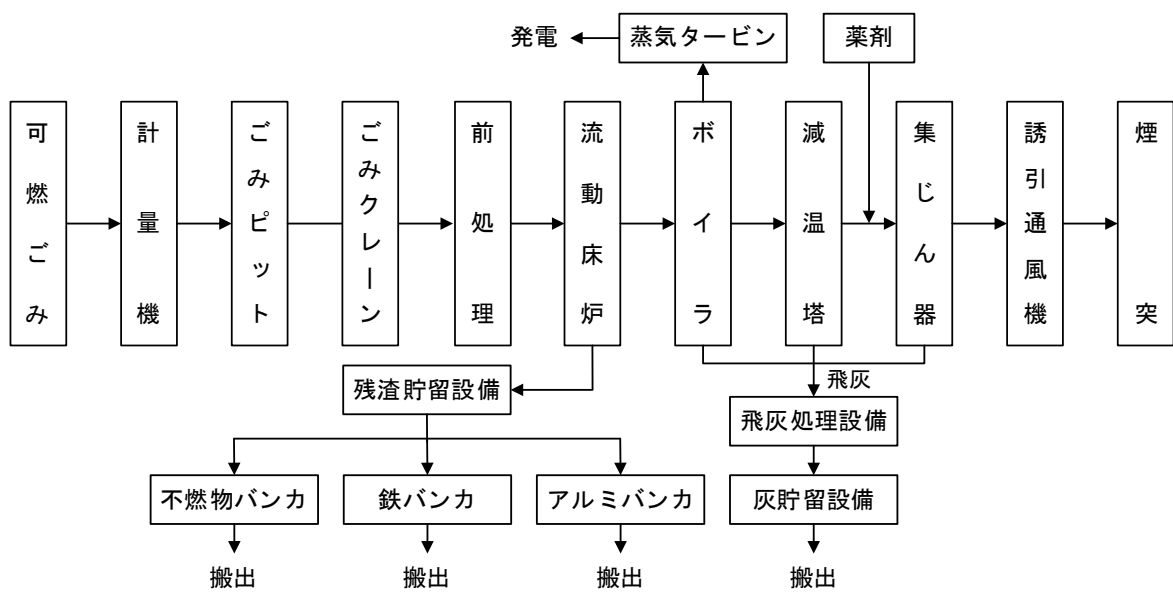 発電
蒸気タービン
薬剤
可燃ごみ
計量機
ごみピット
ごみクレーン
前処理
流動床炉
ボイラ
減温塔
集じん器
誘引通風機
煙突
飛灰
残渣貯留設備
飛灰処理設備
不燃物バンカ
鉄バンカ
アルミバンカ
灰貯留設備
搬出
搬出
搬出
搬出